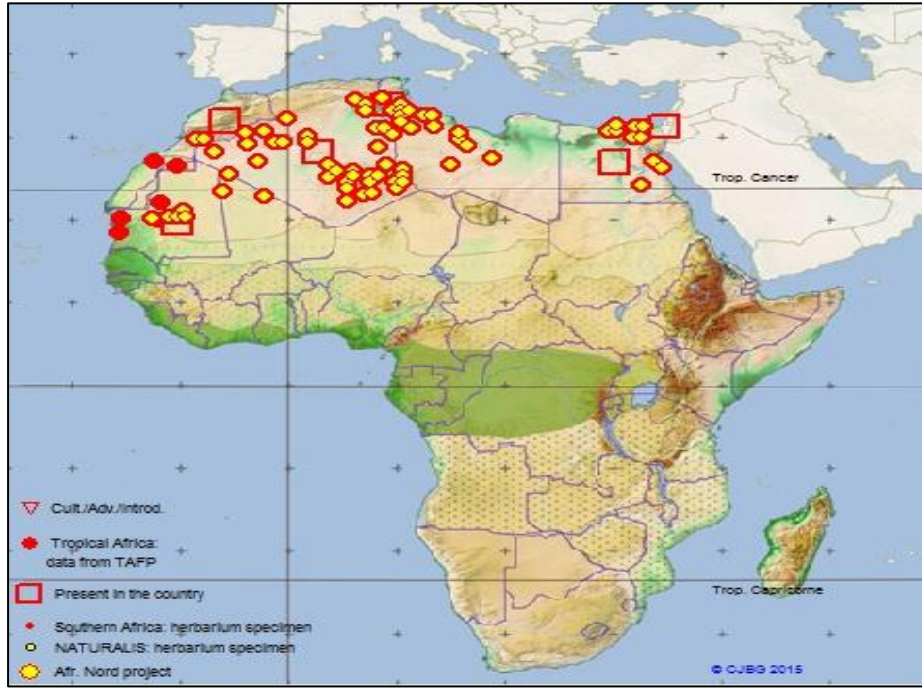 Trop. Cancer
Cult./Adv./Introd.
Tropical Africa:
data from TAFP
Present in the country
Southern Africa: herbarium specimen
NATURALIS: herbarium specimen
Afr. Nord project
Trop. Capricorne
© CJBG 2015